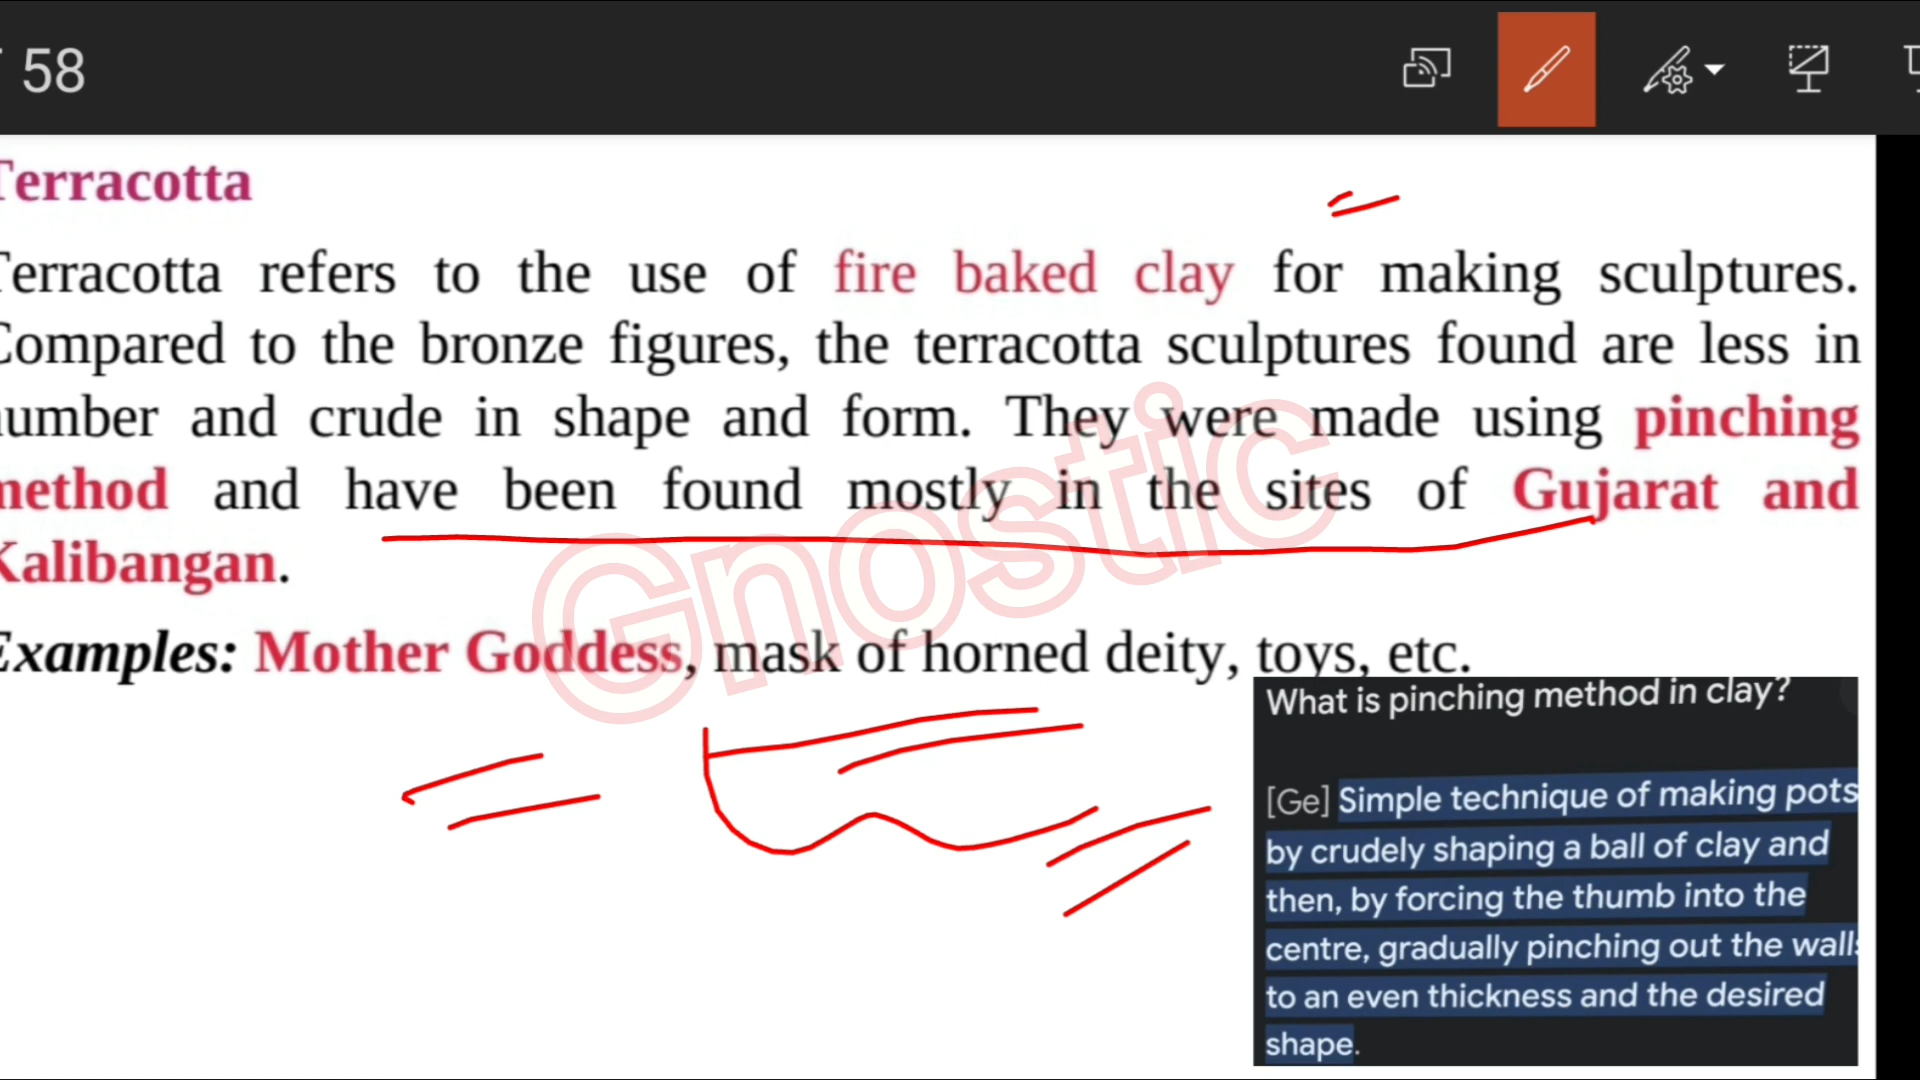 58
Terracotta
Terracotta refers to the use of fire baked clay for making sculptures.
Compared to the bronze figures, the terracotta sculptures found are less in
number and crude in shape and form. They were made using pinching
method and have been found mostly in the sites of Gujarat and
Kalibangan.
Examples: Mother Goddess, mask of horned deity, toys, etc.
Gnostic
What is pinching method in clay?
[Ge] Simple technique of making pots
by crudely shaping a ball of clay and
then, by forcing the thumb into the
centre, gradually pinching out the walls
to an even thickness and the desired
shape.